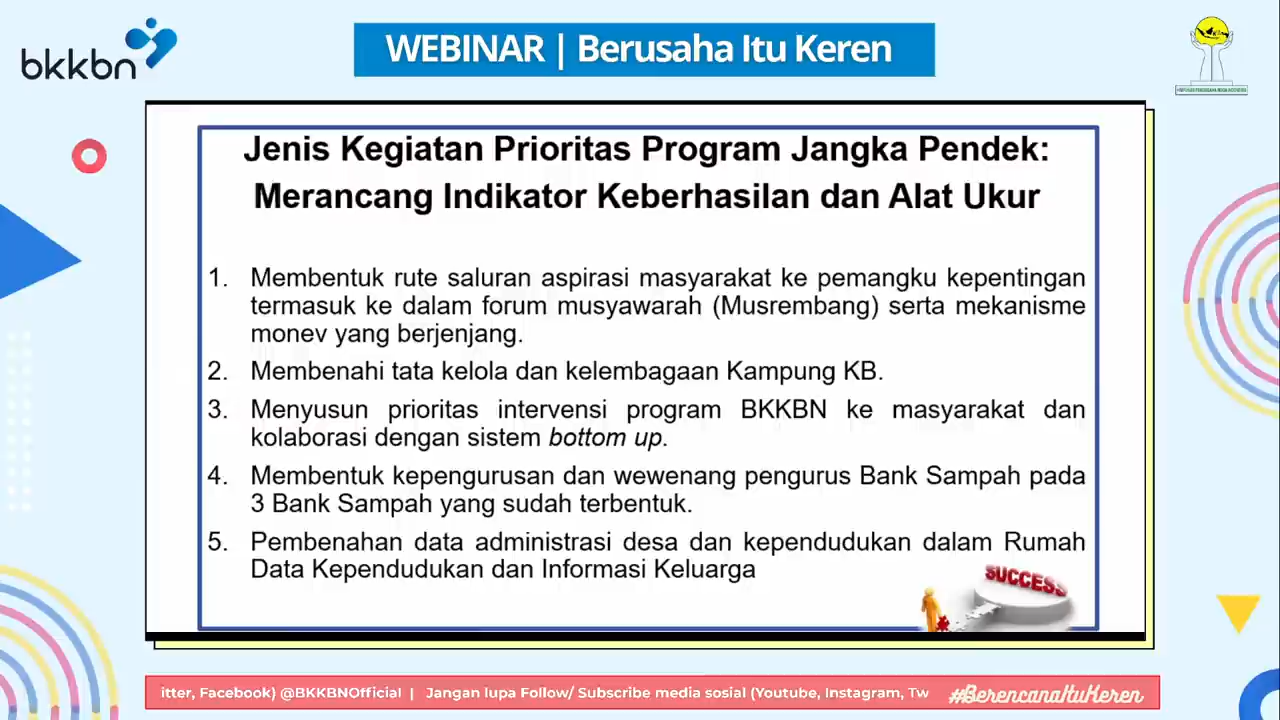 bkkbn
WEBINAR | Berusaha Itu Keren
Jenis Kegiatan Prioritas Program Jangka Pendek:
Merancang Indikator Keberhasilan dan Alat Ukur
1. Membentuk rute saluran aspirasi masyarakat ke pemangku kepentingan
termasuk ke dalam forum musyawarah (Musrembang) serta mekanisme
monev yang berjenjang.
2. Membenahi tata kelola dan kelembagaan Kampung KB.
3. Menyusun prioritas intervensi program BKKBN ke masyarakat dan
kolaborasi dengan sistem bottom up.
4. Membentuk kepengurusan dan wewenang pengurus Bank Sampah pada
3 Bank Sampah yang sudah terbentuk.
5. Pembenahan data administrasi desa dan kependudukan dalam Rumah
Data Kependudukan dan Informasi Keluarga
SUCCESS
itter, Facebook) @BKKBNOfficial | Jangan lupa Follow/ Subscribe media sosial (Youtube, Instagram, Tw
#BerencanaItuKeren